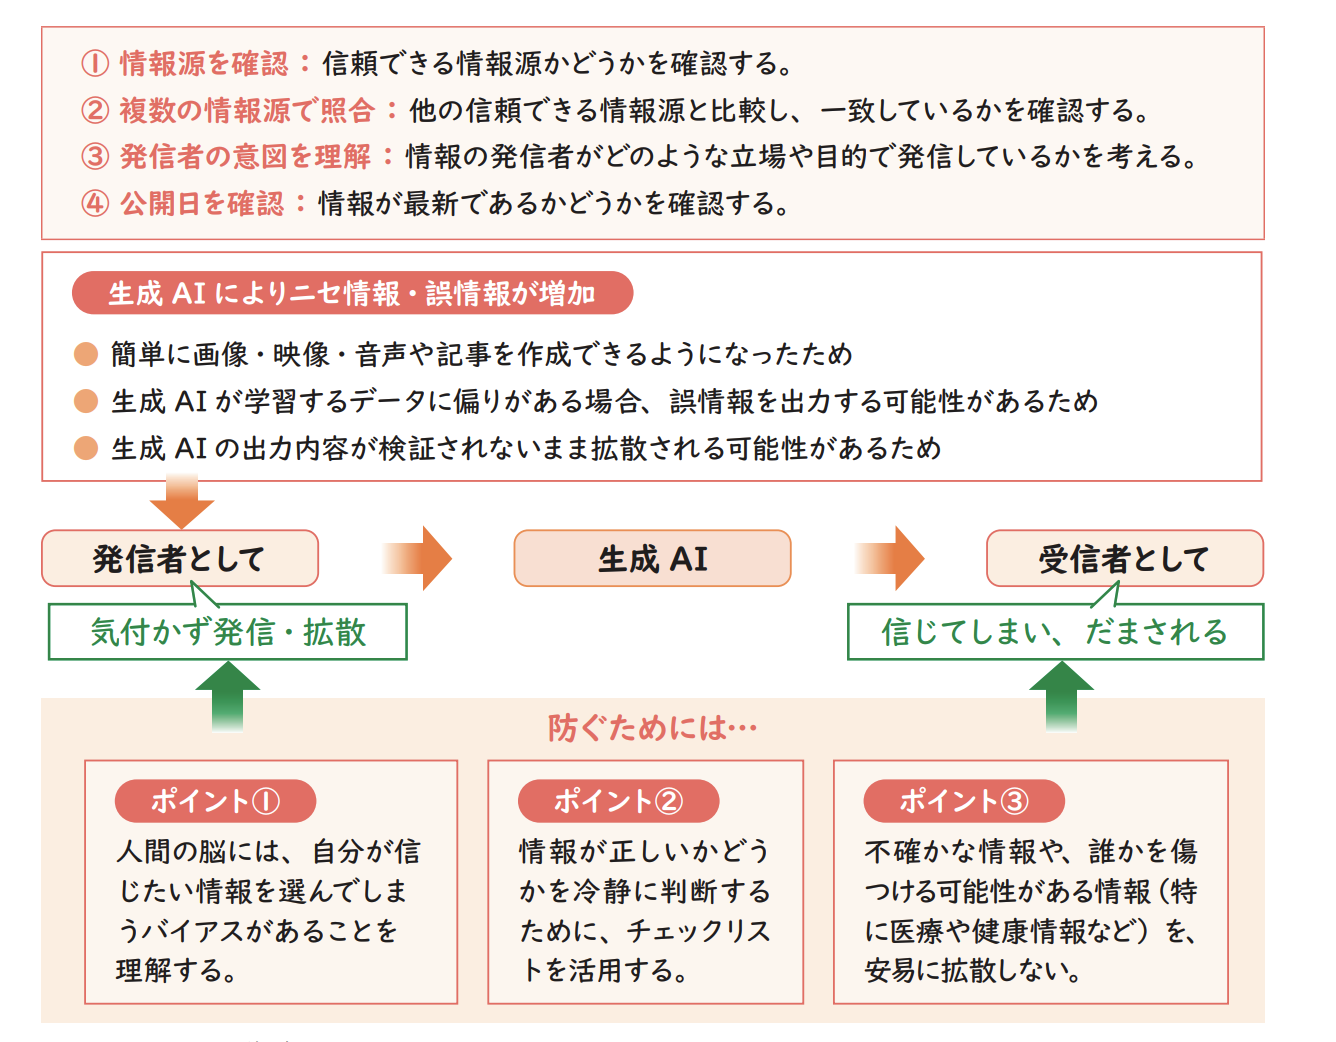 ① 情報源を確認：信頼できる情報源かどうかを確認する。
② 複数の情報源で照合：他の信頼できる情報源と比較し、一致しているかを確認する。
③ 発信者の意図を理解：情報の発信者がどのような立場や目的で発信しているかを考える。
④ 公開日を確認：情報が最新であるかどうかを確認する。
生成 AI によりニセ情報・誤情報が増加
● 簡単に画像・映像・音声や記事を作成できるようになったため
● 生成 AI が学習するデータに偏りがある場合、誤情報を出力する可能性があるため
● 生成 AI の出力内容が検証されないまま拡散される可能性があるため
発信者として
生成 AI
受信者として
気付かず発信・拡散
信じてしまい、だまされる
防ぐためには…
ポイント①
人間の脳には、自分が信
じたい情報を選んでしま
うバイアスがあることを
理解する。
ポイント②
情報が正しいかどう
かを冷静に判断する
ために、チェックリス
トを活用する。
ポイント③
不確かな情報や、誰かを傷
つける可能性がある情報（特
に医療や健康情報など）を、
安易に拡散しない。